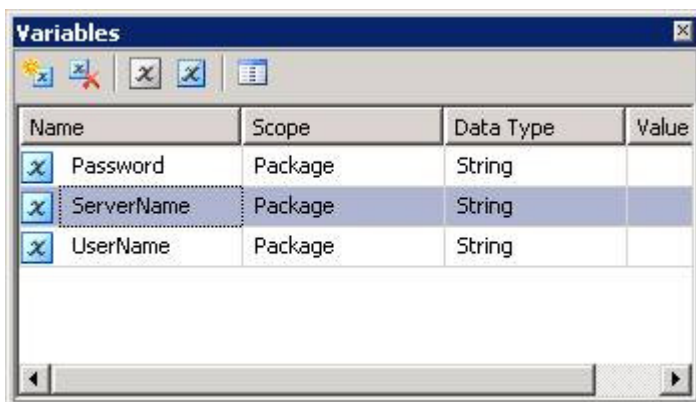 Variables
Name Scope Data Type Value
Password Package String
ServerName Package String
UserName Package String